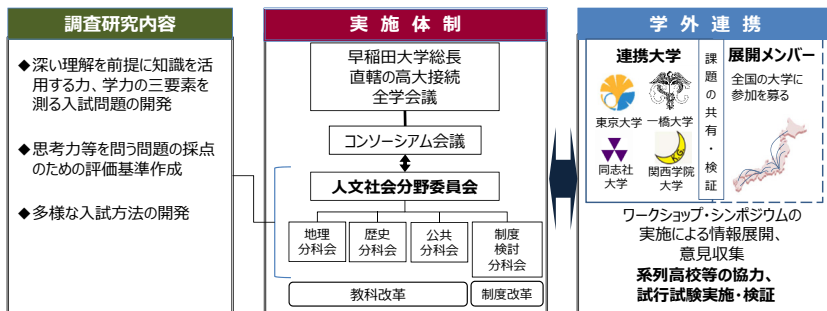 調査研究内容
◆深い理解を前提に知識を活
用する力、学力の三要素を
測る入試問題の開発
◆思考力等を問う問題の採点
のための評価基準作成
◆多様な入試方法の開発
実施体制
早稲田大学総長
直轄の高大接続
全学会議
コンソーシアム会議
人文社会分野委員会
地理
分科会
歴史
分科会
公共
分科会
制度
検討
分科会
教科改革
制度改革
学外連携
連携大学
東京大学
一橋大学
同志社
大学
関西学院
大学
課題の共有・検証
展開メンバー
全国の大学に
参加を募る
ワークショップ・シンポジウムの
実施による情報展開、
意見収集
系列高校等の協力、
試行試験実施・検証